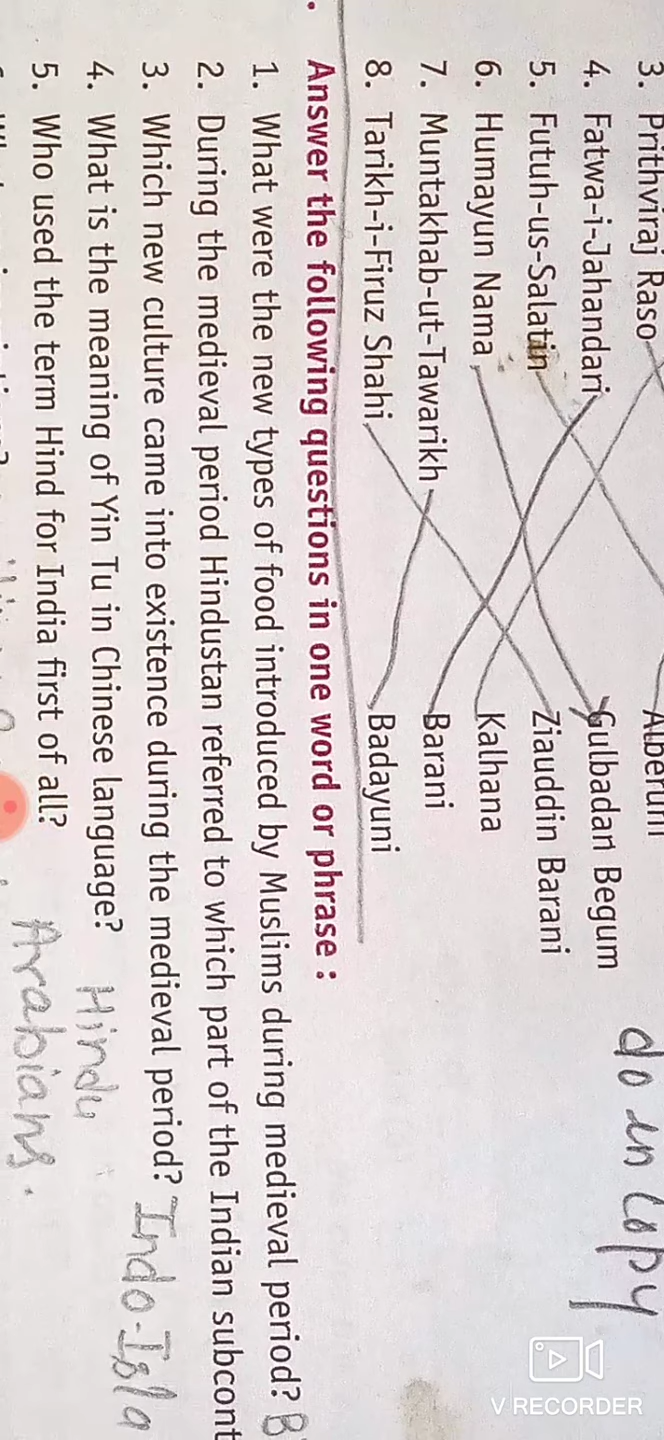 3. Prithviraj Raso
Alberuni
4. Fatwa-i-Jahandari
Gulbadan Begum
5. Futuh-us-Salatin
Ziauddin Barani
6. Humayun Nama
Kalhana
7. Muntakhab-ut-Tawarikh
Barani
8. Tarikh-i-Firuz Shahi
Badayuni
do in Copy
Answer the following questions in one word or phrase :
1. What were the new types of food introduced by Muslims during medieval period? B
2. During the medieval period Hindustan referred to which part of the Indian subcont
3. Which new culture came into existence during the medieval period? Indo-Isla
4. What is the meaning of Yin Tu in Chinese language? Hindu
5. Who used the term Hind for India first of all? Arabians.
V RECORDER